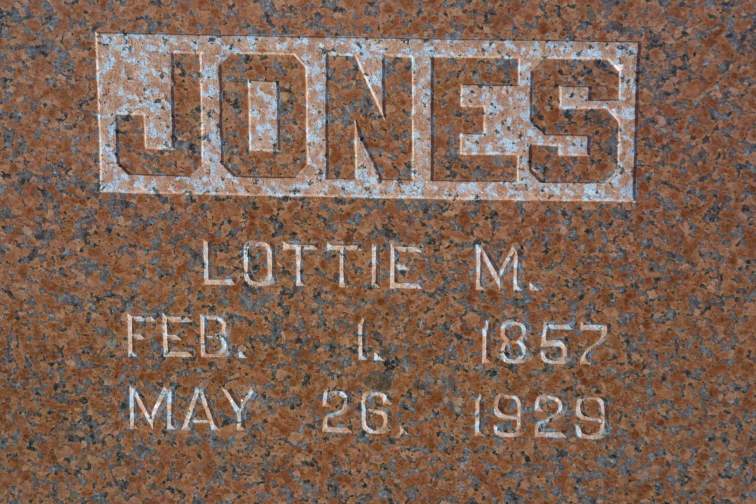 JONES
LOTTIE M.
FEB. 1. 1857
MAY 26. 1929